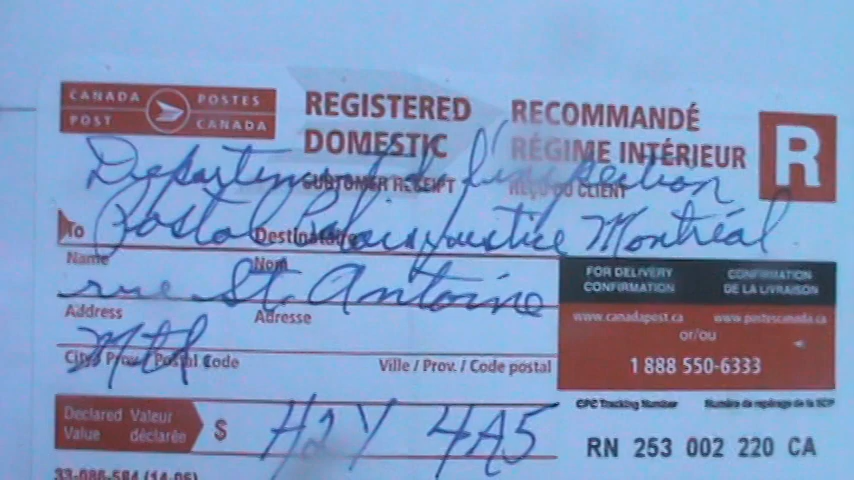 CANADA POSTES
POST CANADA
REGISTERED
DOMESTIC
CUSTOMER RECEIPT
RECOMMANDÉ
RÉGIME INTÉRIEUR
REÇU DU CLIENT
R
Departement de l'inspection
To Destinataire
Postal Palais Justice Montréal
Name Nom
rue St. Antoine
Address Adresse
Mtl
City / Prov. / Postal Code Ville / Prov. / Code postal
FOR DELIVERY CONFIRMATION
CONFIRMATION DE LA LIVRAISON
www.canadapost.ca www.postescanada.ca
or/ou
1 888 550-6333
Declared Valeur
Value déclarée $
H2Y 4A5
CPC Tracking Number Numéro de repérage de la SCP
RN 253 002 220 CA
33-086-584 (14-06)